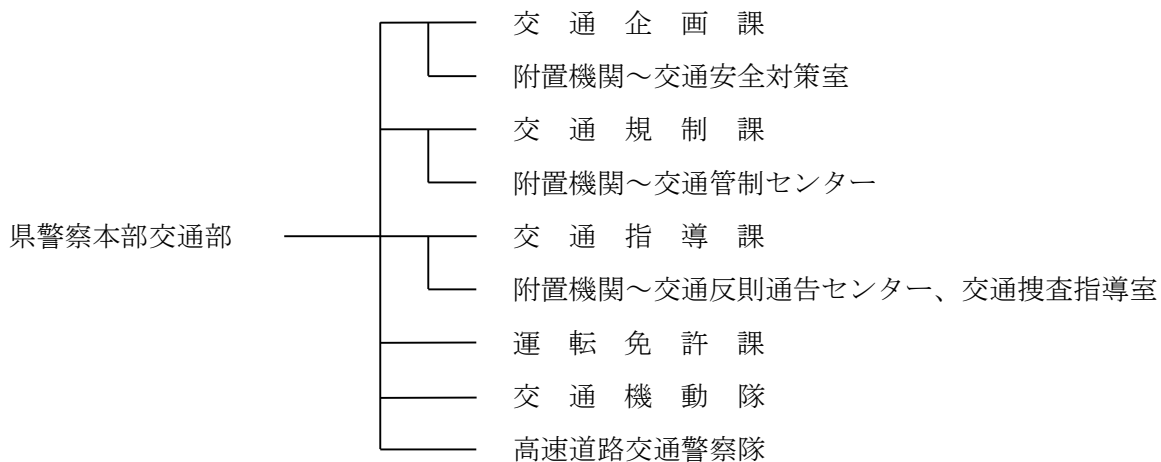 交　通　企　画　課
附置機関～交通安全対策室
交　通　規　制　課
附置機関～交通管制センター
県警察本部交通部
交　通　指　導　課
附置機関～交通反則通告センター、交通捜査指導室
運　転　免　許　課
交　通　機　動　隊
高速道路交通警察隊